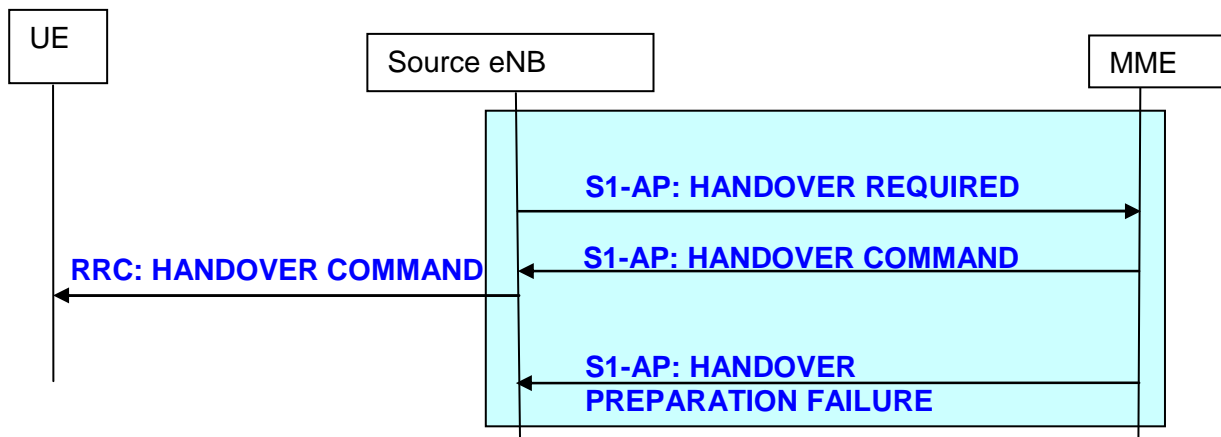 UE
Source eNB
MME
S1-AP: HANDOVER REQUIRED
S1-AP: HANDOVER COMMAND
RRC: HANDOVER COMMAND
S1-AP: HANDOVER
PREPARATION FAILURE